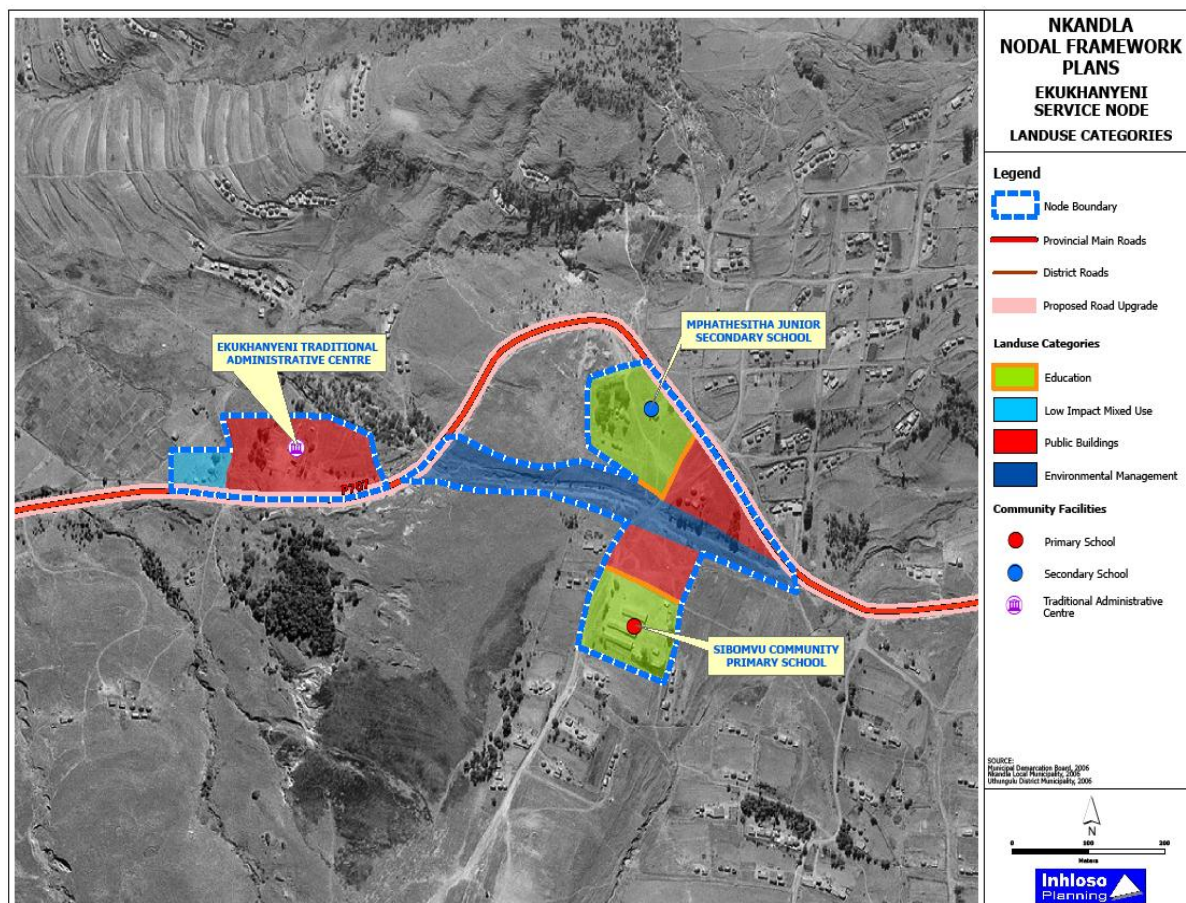 NKANDLA
NODAL FRAMEWORK
PLANS
EKUKHANYENI
SERVICE NODE
LANDUSE CATEGORIES
Legend
Node Boundary
Provincial Main Roads
District Roads
Proposed Road Upgrade
Landuse Categories
Education
Low Impact Mixed Use
Public Buildings
Environmental Management
Community Facilities
Primary School
Secondary School
Traditional Administrative
Centre
SOURCE:
Municipal Demarcation Board, 2006
Nkandla Local Municipality, 2006
Uthungulu District Municipality, 2006
N
0 100 200
Meters
Inhloso
Planning
MPHATHESITHA JUNIOR
SECONDARY SCHOOL
EKUKHANYENI TRADITIONAL
ADMINISTRATIVE CENTRE
SIBOMVU COMMUNITY
PRIMARY SCHOOL